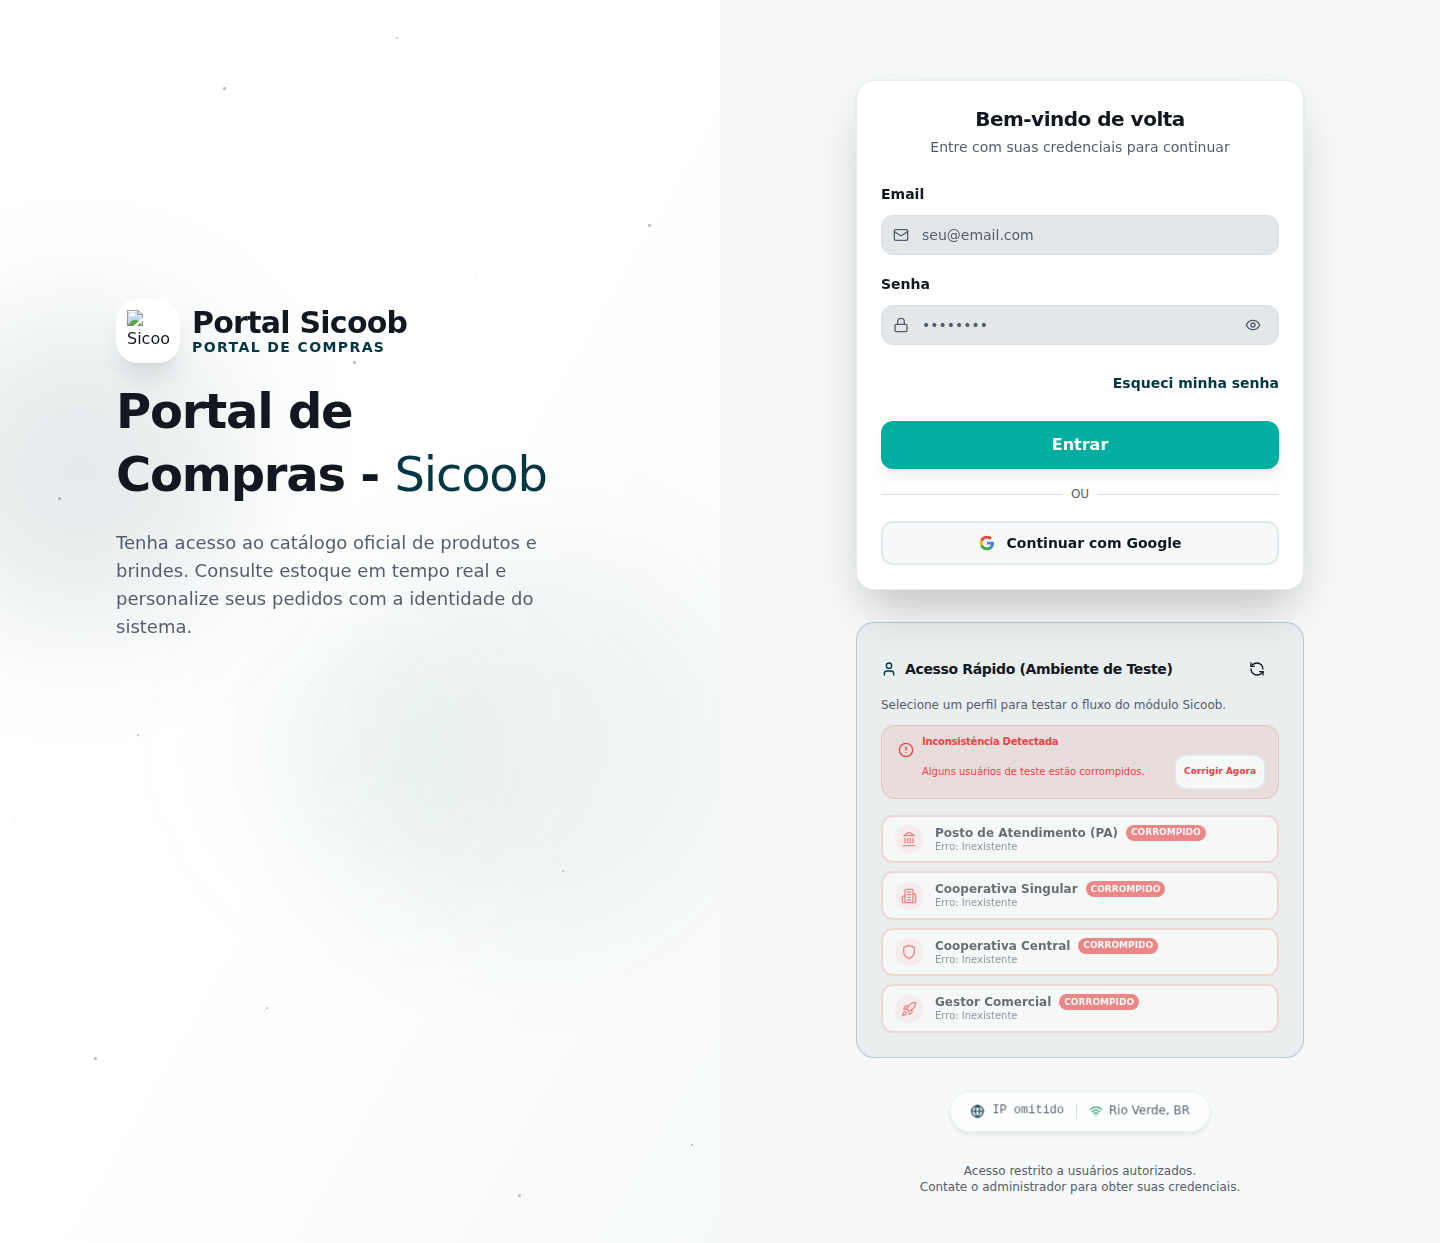 Sicoo
Portal Sicoob
PORTAL DE COMPRAS
Portal de
Compras - Sicoob
Tenha acesso ao catálogo oficial de produtos e
brindes. Consulte estoque em tempo real e
personalize seus pedidos com a identidade do
sistema.
Bem-vindo de volta
Entre com suas credenciais para continuar
Email
seu@email.com
Senha
••••••••
Esqueci minha senha
Entrar
OU
Continuar com Google
Acesso Rápido (Ambiente de Teste)
Selecione um perfil para testar o fluxo do módulo Sicoob.
Inconsistência Detectada
Alguns usuários de teste estão corrompidos.
Corrigir Agora
Posto de Atendimento (PA) CORROMPIDO
Erro: Inexistente
Cooperativa Singular CORROMPIDO
Erro: Inexistente
Cooperativa Central CORROMPIDO
Erro: Inexistente
Gestor Comercial CORROMPIDO
Erro: Inexistente
IP omitido Rio Verde, BR
Acesso restrito a usuários autorizados.
Contate o administrador para obter suas credenciais.